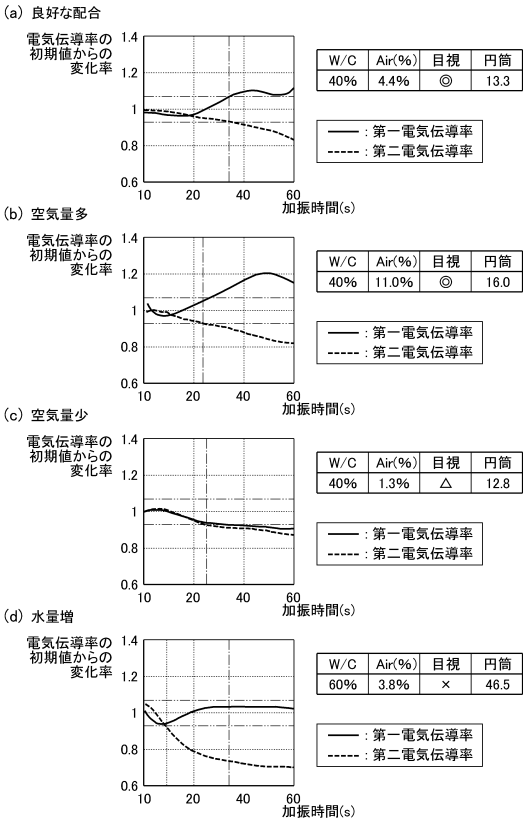 (a) 良好な配合
電気伝導率の
初期値からの
変化率
1.4
1.2
1
0.8
0.6
10 20 40 60
加振時間(s)
W/C Air(%) 目視 円筒
40% 4.4% ◎ 13.3
: 第一電気伝導率
: 第二電気伝導率
(b) 空気量多
電気伝導率の
初期値からの
変化率
1.4
1.2
1
0.8
0.6
10 20 40 60
加振時間(s)
W/C Air(%) 目視 円筒
40% 11.0% ◎ 16.0
: 第一電気伝導率
: 第二電気伝導率
(c) 空気量少
電気伝導率の
初期値からの
変化率
1.4
1.2
1
0.8
0.6
10 20 40 60
加振時間(s)
W/C Air(%) 目視 円筒
40% 1.3% △ 12.8
: 第一電気伝導率
: 第二電気伝導率
(d) 水量増
電気伝導率の
初期値からの
変化率
1.4
1.2
1
0.8
0.6
10 20 40 60
加振時間(s)
W/C Air(%) 目視 円筒
60% 3.8% × 46.5
: 第一電気伝導率
: 第二電気伝導率